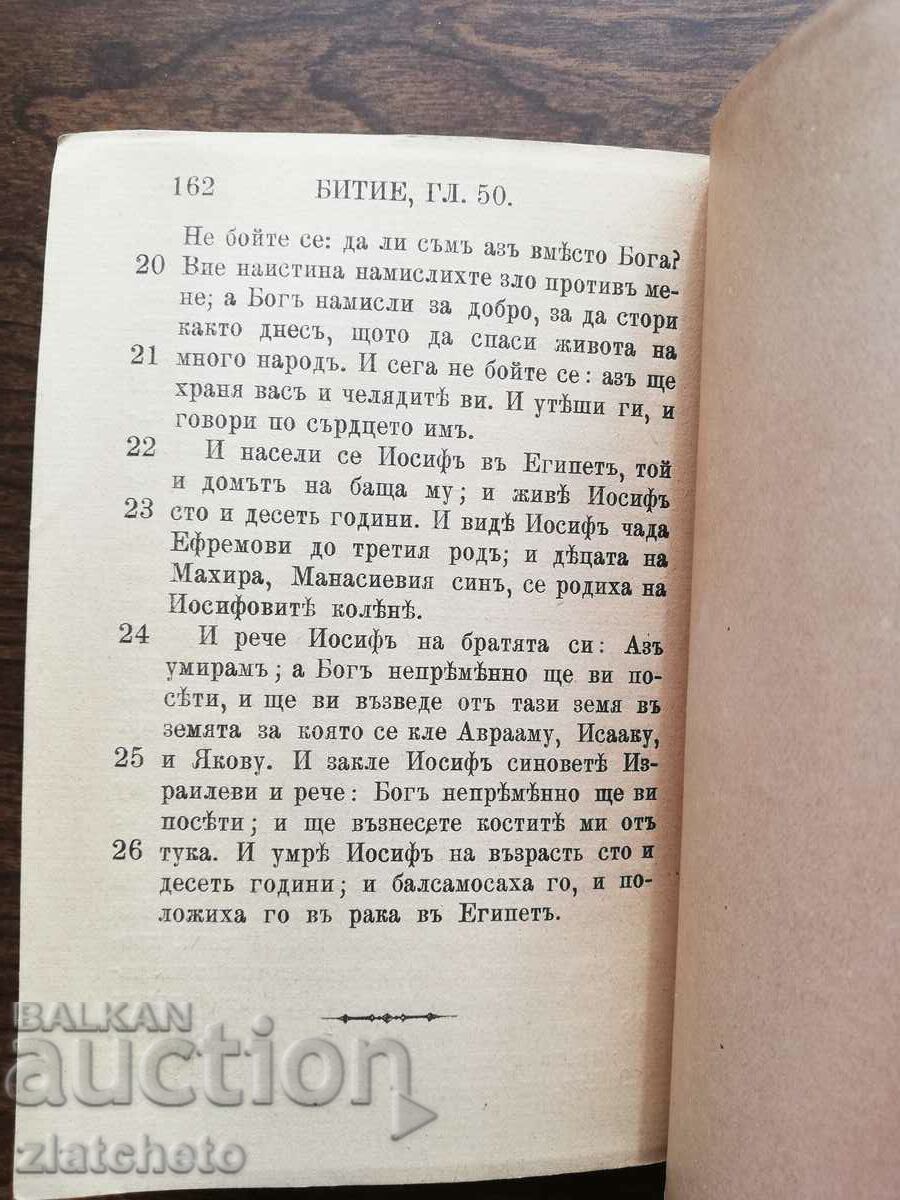 162 БИТИЕ, ГЛ. 50.
Не бойте се: да ли съмъ азъ вмѣсто Бога?
20 Вие наистина намислихте зло противъ ме-
не; а Богъ намисли за добро, за да стори
както днесъ, щото да спаси живота на
21 много народъ. И сега не бойте се: азъ ще
храня васъ и челядитѣ ви. И утѣши ги, и
говори по сърдцето имъ.
22 И насели се Иосифъ въ Египетъ, той
и домътъ на баща му; и живѣ Иосифъ
23 сто и десеть години. И видѣ Иосифъ чада
Ефремови до третия родъ; и дѣцата на
Махира, Манасиевия синъ, се родиха на
Иосифовитѣ колѣнѣ.
24 И рече Иосифъ на братята си: Азъ
умирамъ; а Богъ непрѣмѣнно ще ви по-
сѣти, и ще ви възведе отъ тази земя въ
земята за която се кле Аврааму, Исааку,
25 и Якову. И закле Иосифъ синоветѣ Из-
раилеви и рече: Богъ непрѣмѣнно ще ви
посѣти; и ще възнесете коститѣ ми отъ
26 тука. И умрѣ Иосифъ на възрасть сто и
десеть години; и балсамосаха го, и по-
ложиха го въ рака въ Египетъ.
BALKAN
auction
zlatcheto